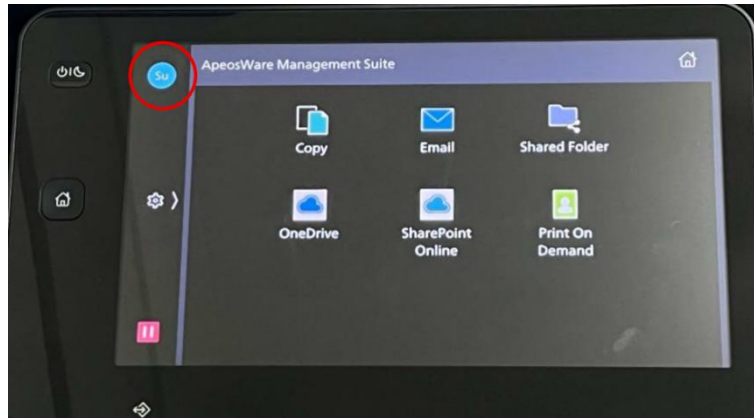 Su
ApeosWare Management Suite
Copy
Email
Shared Folder
OneDrive
SharePoint
Online
Print On
Demand